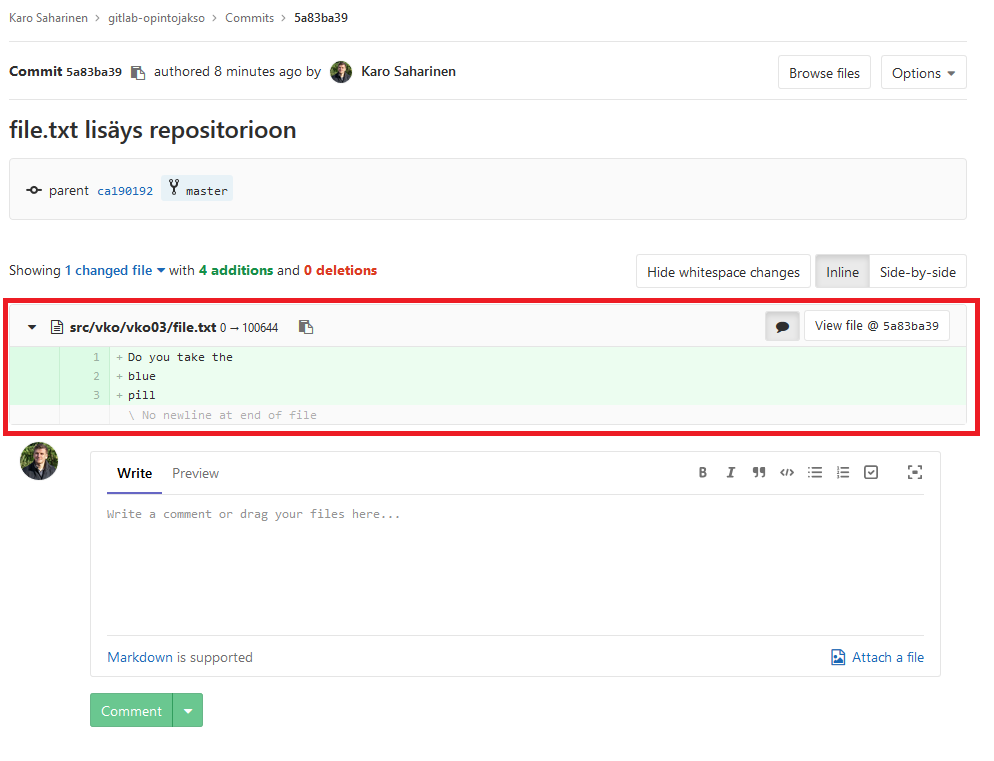 Karo Saharinen > gitlab-opintojakso > Commits > 5a83ba39
Commit 5a83ba39 authored 8 minutes ago by Karo Saharinen
Browse files
Options
file.txt lisäys repositorioon
parent ca190192 master
Showing 1 changed file with 4 additions and 0 deletions
Hide whitespace changes
Inline
Side-by-side
src/vko/vko03/file.txt 0 → 100644
View file @ 5a83ba39
1 + Do you take the
2 + blue
3 + pill
\ No newline at end of file
Write
Preview
Write a comment or drag your files here...
Markdown is supported
Attach a file
Comment